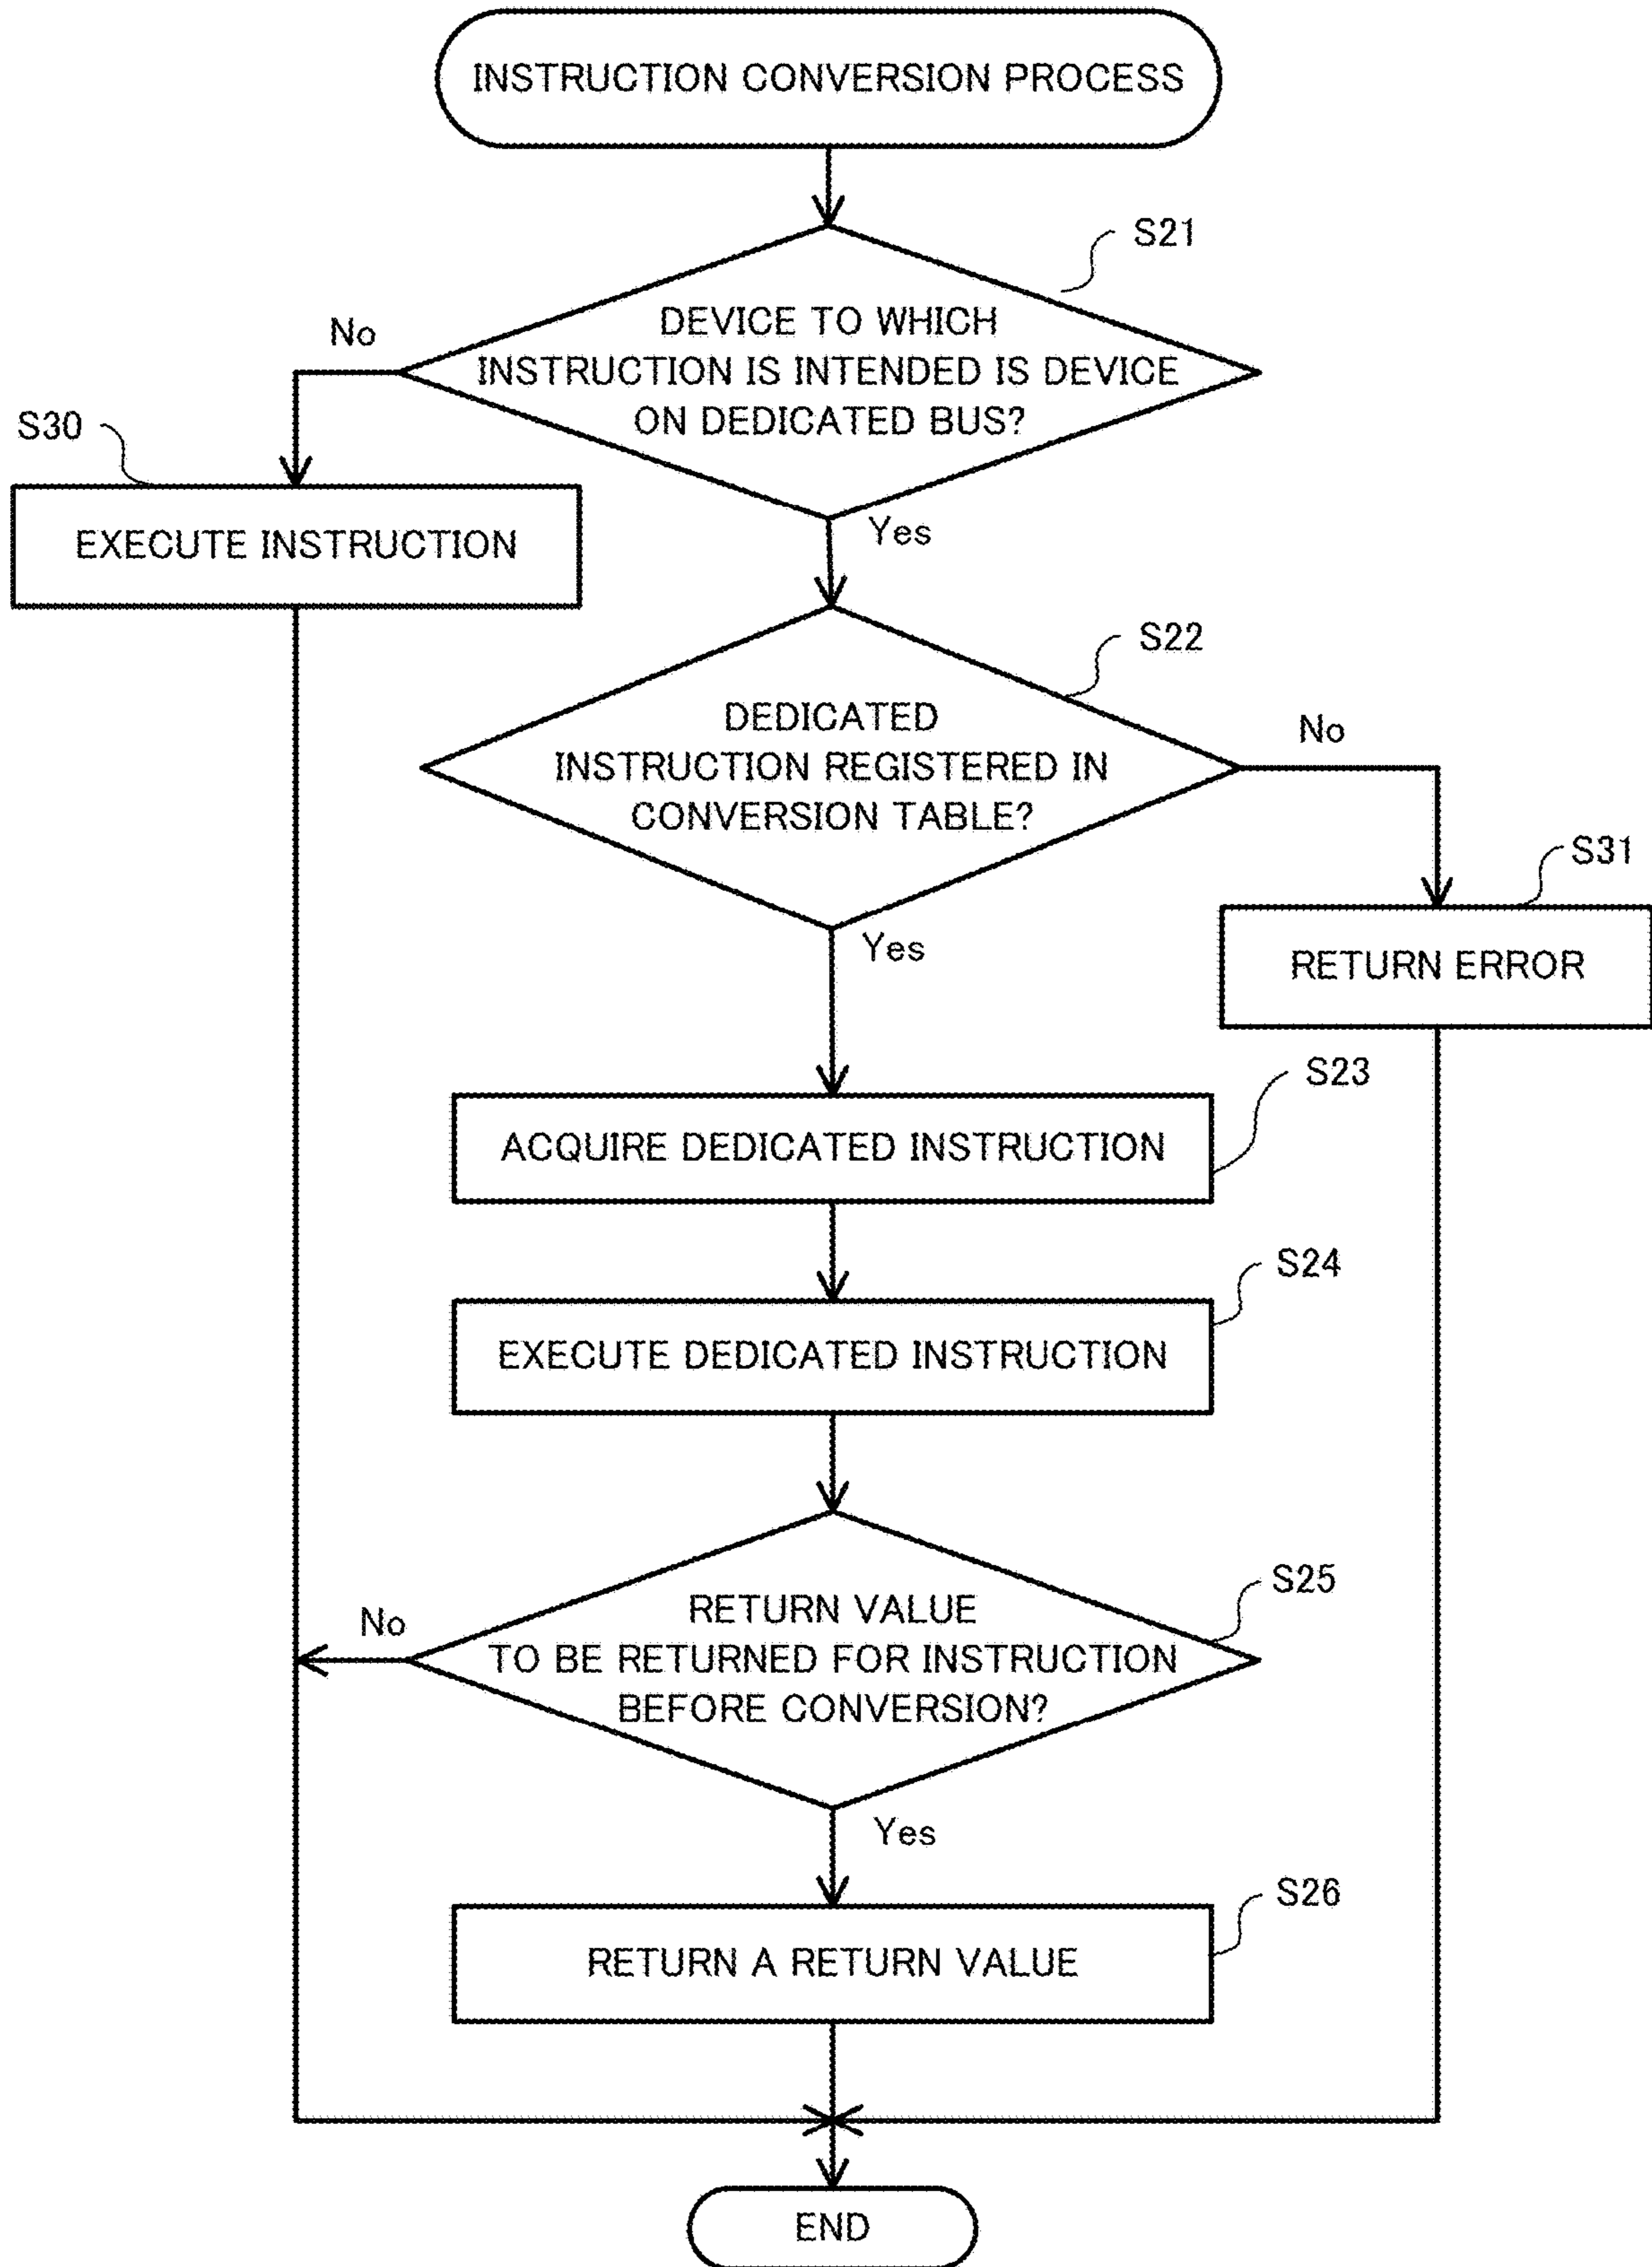 INSTRUCTION CONVERSION PROCESS
S21
DEVICE TO WHICH
INSTRUCTION IS INTENDED IS DEVICE
ON DEDICATED BUS?
No
S30
EXECUTE INSTRUCTION
Yes
S22
DEDICATED
INSTRUCTION REGISTERED IN
CONVERSION TABLE?
No
S31
RETURN ERROR
Yes
S23
ACQUIRE DEDICATED INSTRUCTION
S24
EXECUTE DEDICATED INSTRUCTION
S25
RETURN VALUE
TO BE RETURNED FOR INSTRUCTION
BEFORE CONVERSION?
No
Yes
S26
RETURN A RETURN VALUE
END